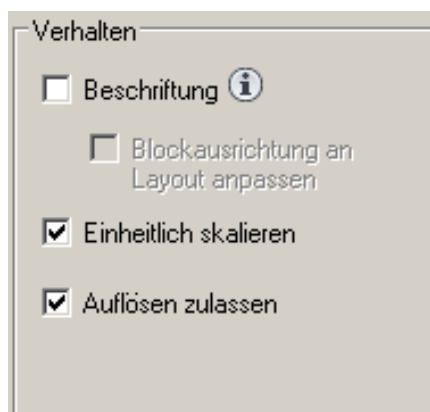 Verhalten
Beschriftung
Blockausrichtung an
Layout anpassen
Einheitlich skalieren
Auflösen zulassen